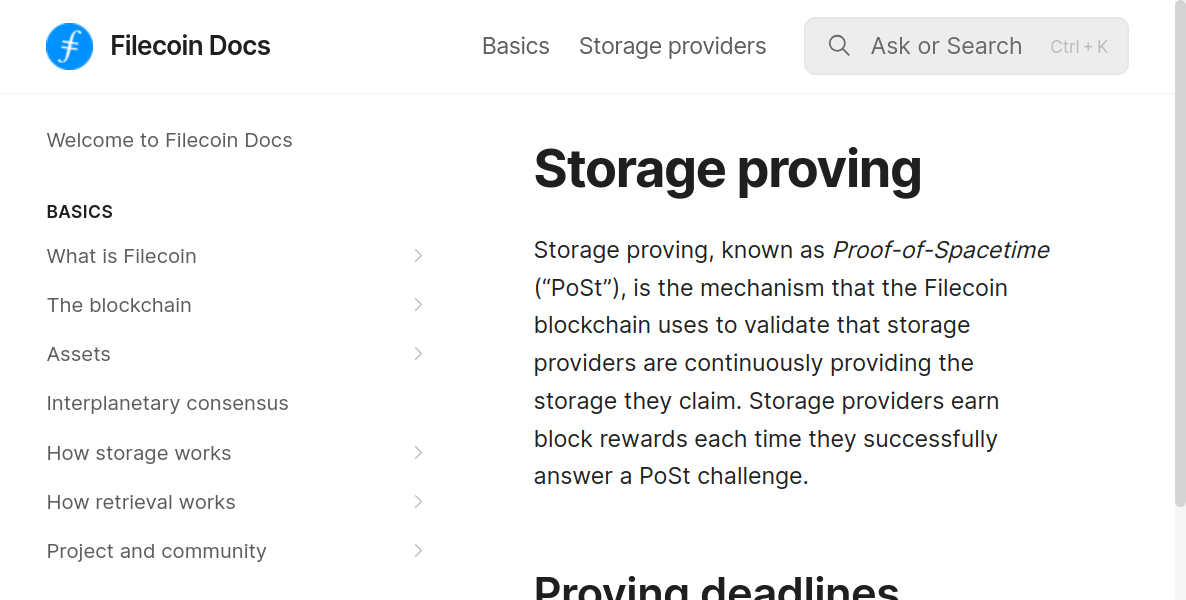 Filecoin Docs
Basics
Storage providers
Ask or Search
Ctrl + K
Welcome to Filecoin Docs
BASICS
What is Filecoin
The blockchain
Assets
Interplanetary consensus
How storage works
How retrieval works
Project and community
Storage proving
Storage proving, known as Proof-of-Spacetime
(“PoSt”), is the mechanism that the Filecoin
blockchain uses to validate that storage
providers are continuously providing the
storage they claim. Storage providers earn
block rewards each time they successfully
answer a PoSt challenge.
Proving deadlines